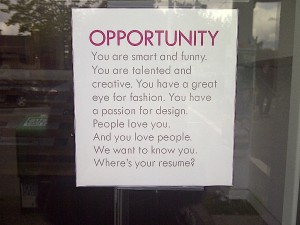 OPPORTUNITY
You are smart and funny.
You are talented and
creative. You have a great
eye for fashion. You have
a passion for design.
People love you.
And you love people.
We want to know you.
Where's your resume?